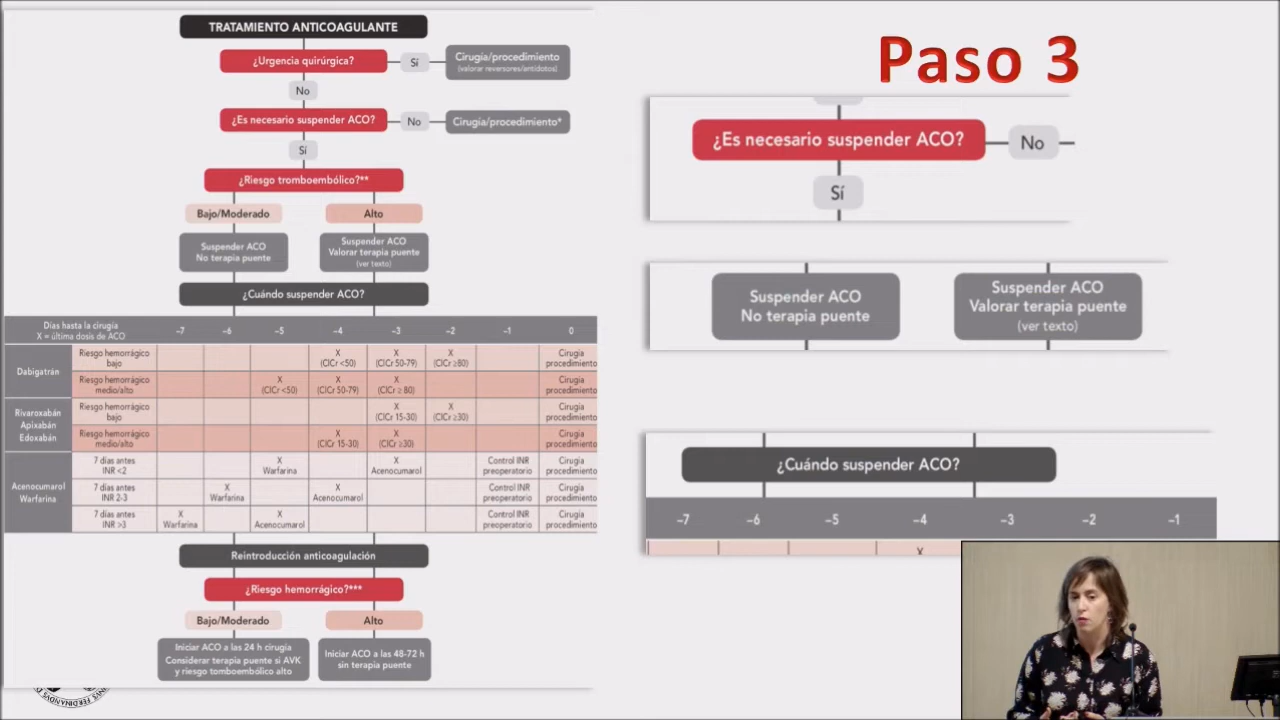 TRATAMIENTO ANTICOAGULANTE
¿Urgencia quirúrgica?
Sí
Cirugía/procedimiento
(valorar reversores/antídotos)
No
¿Es necesario suspender ACO?
No
Cirugía/procedimiento*
Sí
¿Riesgo tromboembólico?**
Bajo/Moderado
Alto
Suspender ACO
No terapia puente
Suspender ACO
Valorar terapia puente
(ver texto)
¿Cuándo suspender ACO?
Días hasta la cirugía
X = última dosis de ACO
–7 –6 –5 –4 –3 –2 –1 0
Dabigatrán
Riesgo hemorrágico
bajo
X
(ClCr <50)
X
(ClCr 50-79)
X
(ClCr ≥80)
Cirugía
procedimiento
Riesgo hemorrágico
medio/alto
X
(ClCr <50)
X
(ClCr 50-79)
X
(ClCr ≥ 80)
Cirugía
procedimiento
Rivaroxabán
Apixabán
Edoxabán
Riesgo hemorrágico
bajo
X
(ClCr 15-30)
X
(ClCr ≥30)
Cirugía
procedimiento
Riesgo hemorrágico
medio/alto
X
(ClCr 15-30)
X
(ClCr ≥30)
Cirugía
procedimiento
Acenocumarol
Warfarina
7 días antes
INR <2
X
Warfarina
X
Acenocumarol
Control INR
preoperatorio
Cirugía
procedimiento
7 días antes
INR 2-3
X
Warfarina
X
Acenocumarol
Control INR
preoperatorio
Cirugía
procedimiento
7 días antes
INR >3
X
Warfarina
X
Acenocumarol
Control INR
preoperatorio
Cirugía
procedimiento
Reintroducción anticoagulación
¿Riesgo hemorrágico?***
Bajo/Moderado
Alto
Iniciar ACO a las 24 h cirugía
Considerar terapia puente si AVK
y riesgo tomboembólico alto
Iniciar ACO a las 48-72 h
sin terapia puente
Paso 3
¿Es necesario suspender ACO?
No
Sí
Suspender ACO
No terapia puente
Suspender ACO
Valorar terapia puente
(ver texto)
¿Cuándo suspender ACO?
–7 –6 –5 –4 –3 –2 –1
X